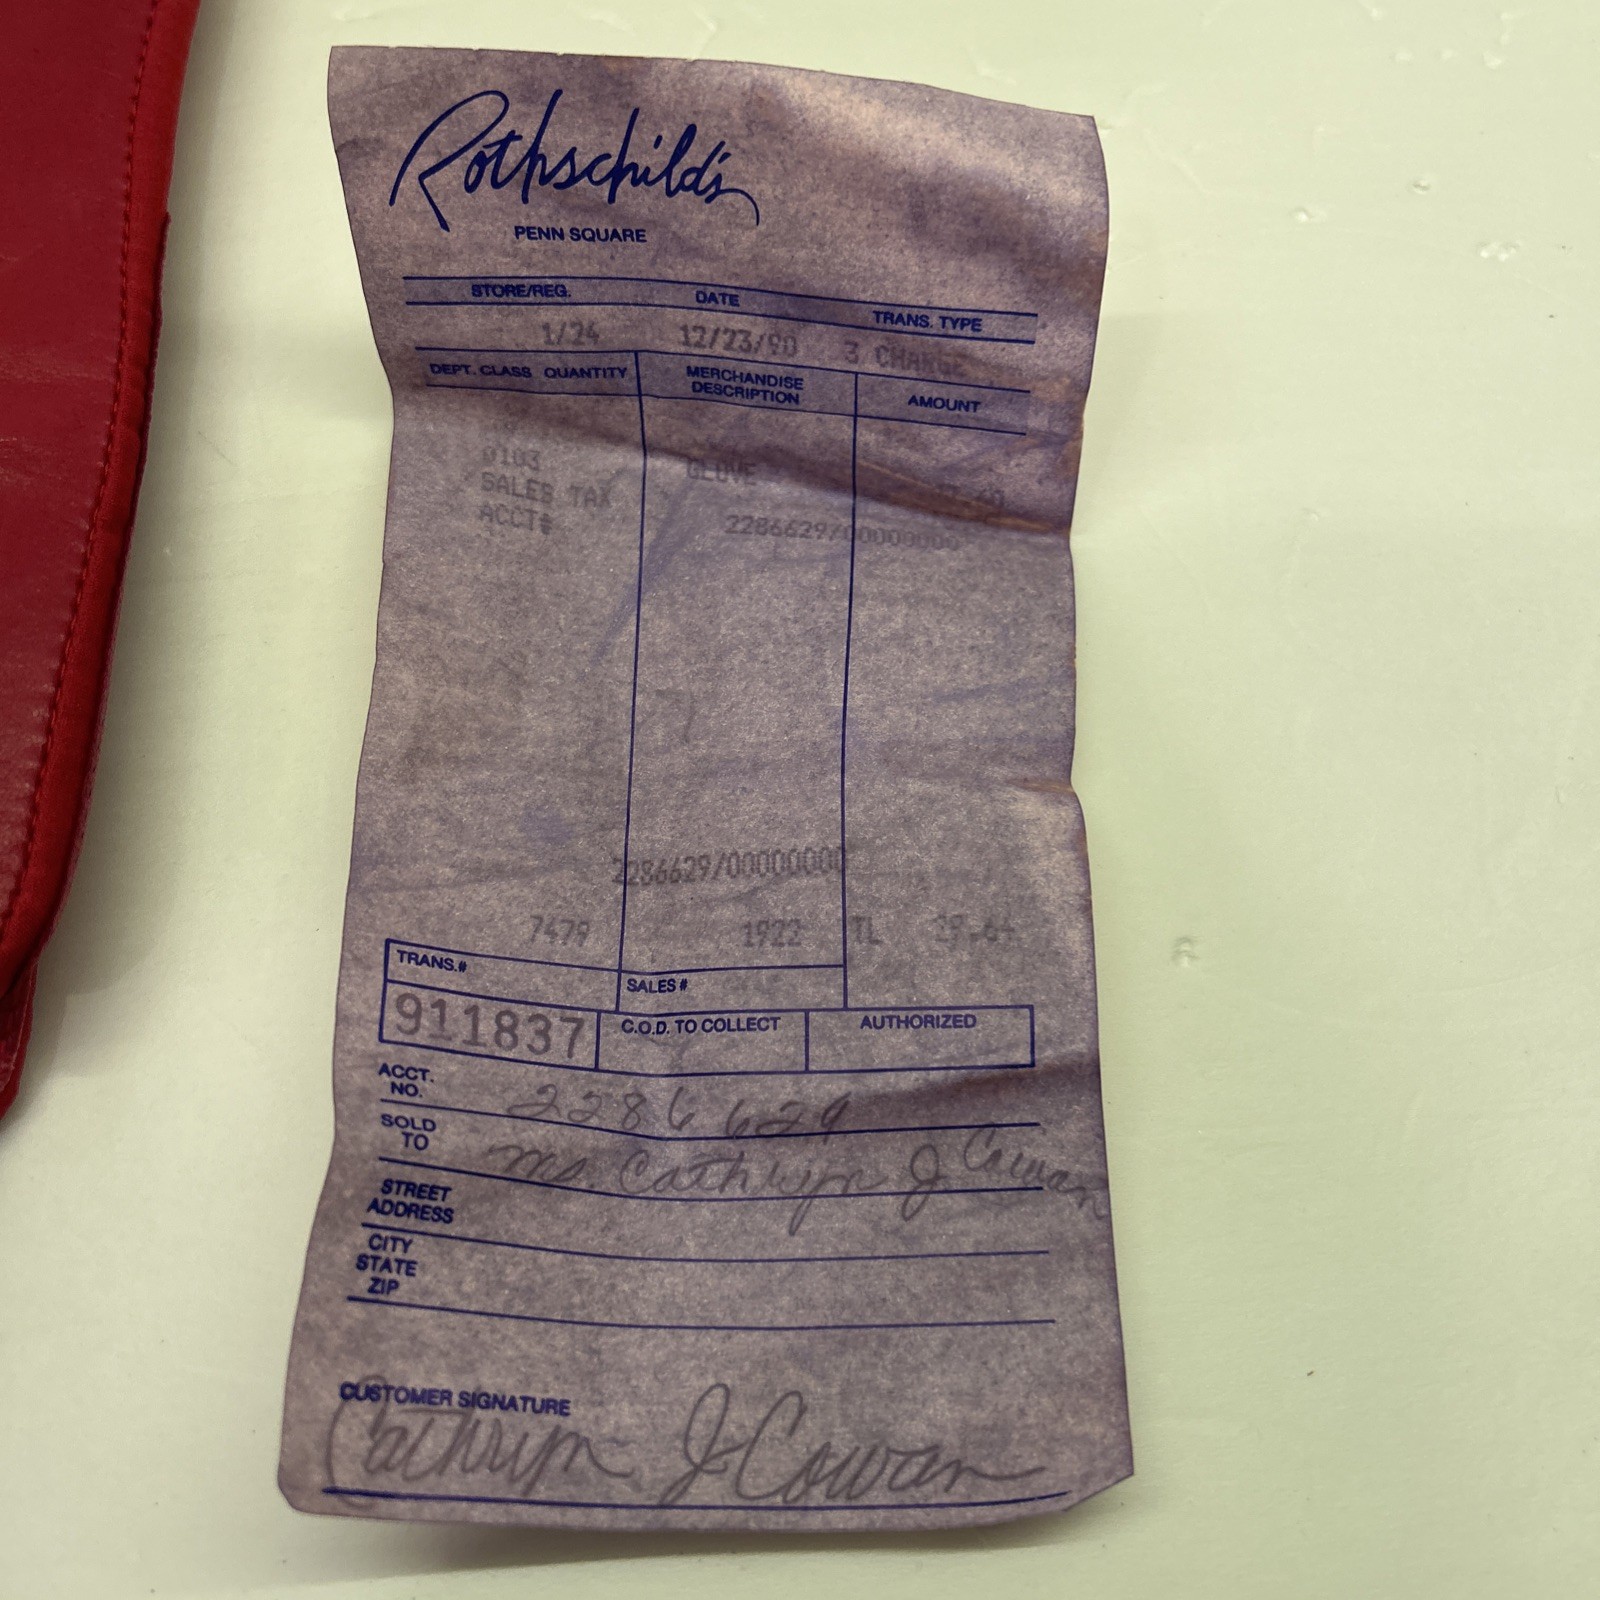 Rothschild's
PENN SQUARE
STORE/REG. DATE TRANS. TYPE
1/24 12/23/90 3 CHARGE
DEPT. CLASS QUANTITY MERCHANDISE DESCRIPTION AMOUNT
0103 GLOVE
SALES TAX
ACCT# 2286629/00000000
2286629/00000000
7479 1922 TL 29.64
TRANS.# SALES #
911837 C.O.D. TO COLLECT AUTHORIZED
ACCT. NO. 2286629
SOLD TO Ms. Cathryn J Cowan
STREET ADDRESS
CITY
STATE
ZIP
CUSTOMER SIGNATURE
Cathryn J Cowan